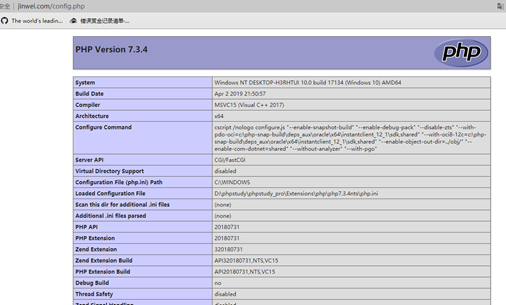 安全 | jinwei.com/config.php
The world's leadin...
错误黄金记录清单-...
PHP Version 7.3.4
php
System Windows NT DESKTOP-H3RHTUI 10.0 build 17134 (Windows 10) AMD64
Build Date Apr 2 2019 21:50:57
Compiler MSVC15 (Visual C++ 2017)
Architecture x64
Configure Command cscript /nologo configure.js "--enable-snapshot-build" "--enable-debug-pack" "--disable-zts" "--with-
pdo-oci=c:\php-snap-build\deps_aux\oracle\x64\instantclient_12_1\sdk,shared" "--with-oci8-12c=c:\php-
snap-build\deps_aux\oracle\x64\instantclient_12_1\sdk,shared" "--enable-object-out-dir=../obj/" "--
enable-com-dotnet=shared" "--without-analyzer" "--with-pgo"
Server API CGI/FastCGI
Virtual Directory Support disabled
Configuration File (php.ini) Path C:\WINDOWS
Loaded Configuration File D:\phpstudy\phpstudy_pro\Extensions\php\php7.3.4nts\php.ini
Scan this dir for additional .ini files (none)
Additional .ini files parsed (none)
PHP API 20180731
PHP Extension 20180731
Zend Extension 320180731
Zend Extension Build API320180731,NTS,VC15
PHP Extension Build API20180731,NTS,VC15
Debug Build no
Thread Safety disabled
Zend Signal Handling disabled